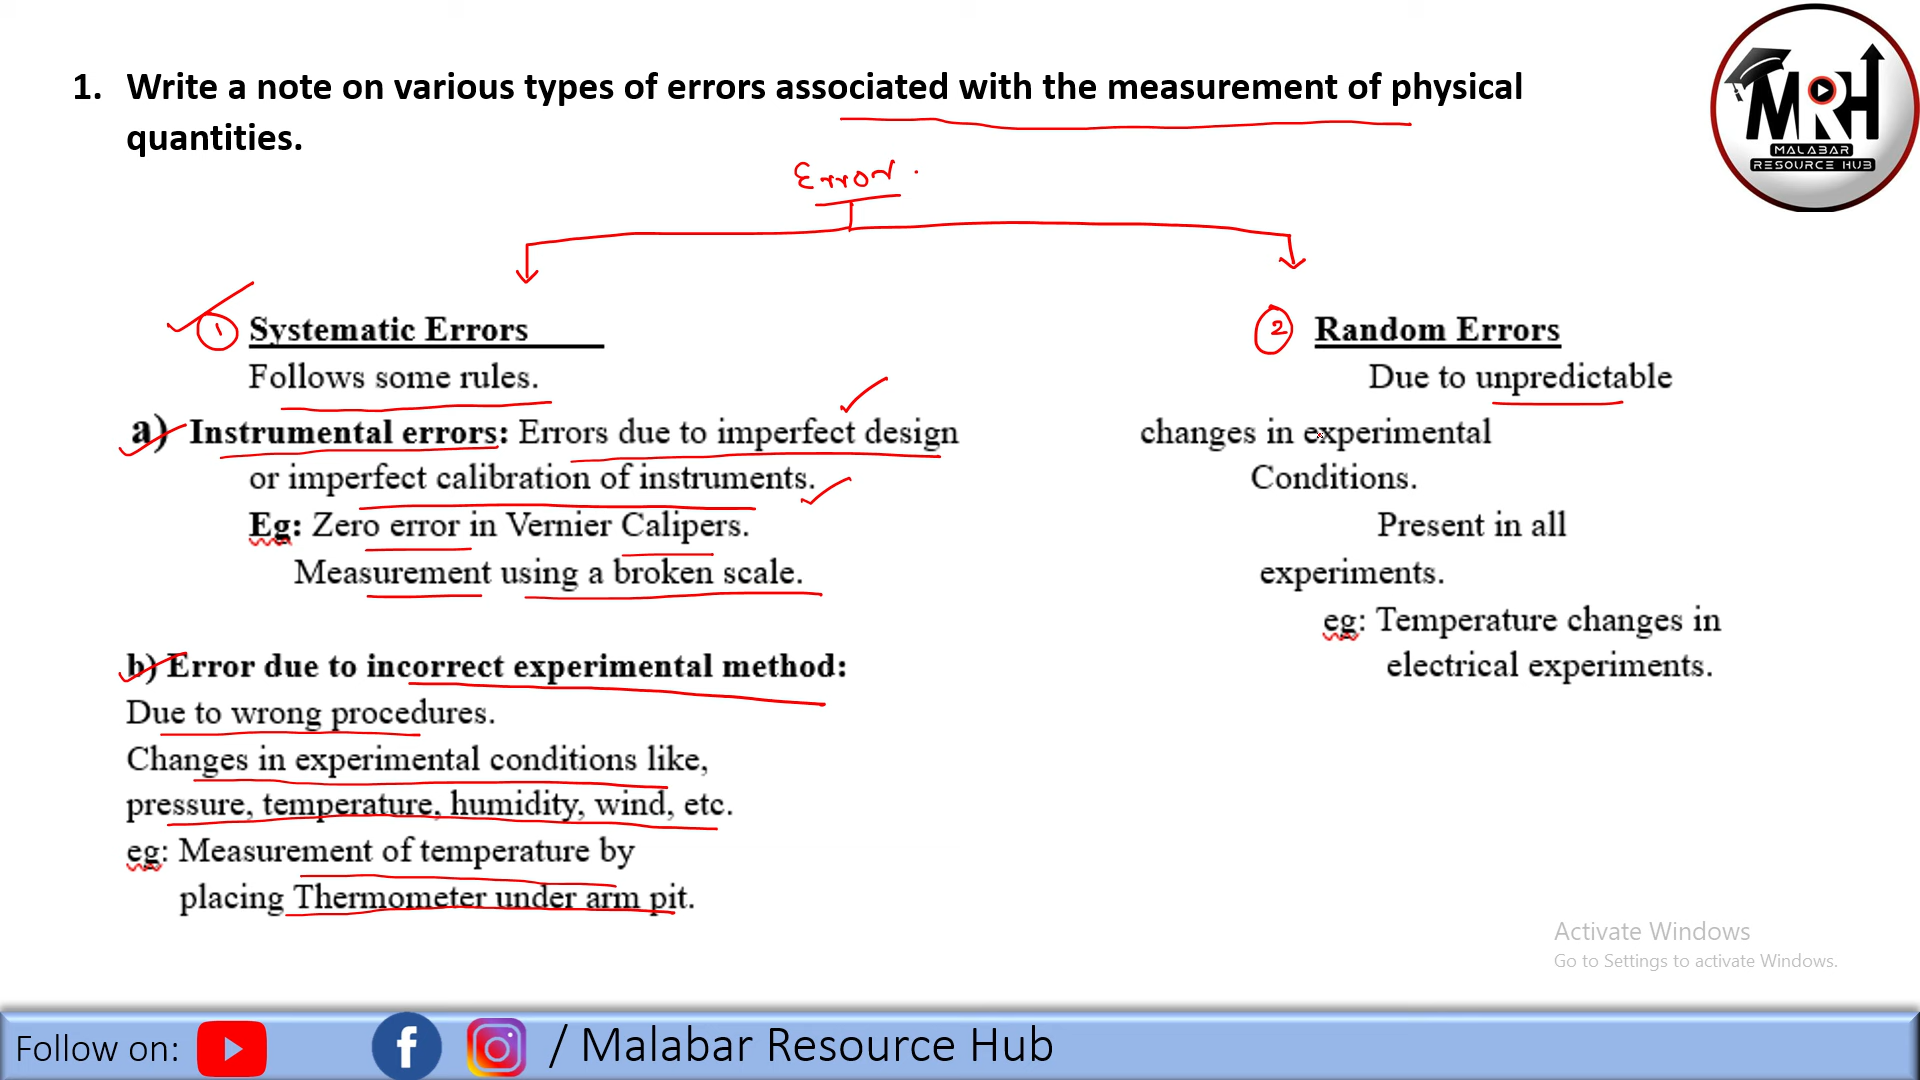 1. Write a note on various types of errors associated with the measurement of physical
quantities.
MRH
MALABAR
RESOURCE HUB
Error.
1 Systematic Errors
Follows some rules.
a) Instrumental errors: Errors due to imperfect design
or imperfect calibration of instruments.
Eg: Zero error in Vernier Calipers.
Measurement using a broken scale.
b) Error due to incorrect experimental method:
Due to wrong procedures.
Changes in experimental conditions like,
pressure, temperature, humidity, wind, etc.
eg: Measurement of temperature by
placing Thermometer under arm pit.
2 Random Errors
Due to unpredictable
changes in experimental
Conditions.
Present in all
experiments.
eg: Temperature changes in
electrical experiments.
Activate Windows
Go to Settings to activate Windows.
Follow on: f / Malabar Resource Hub